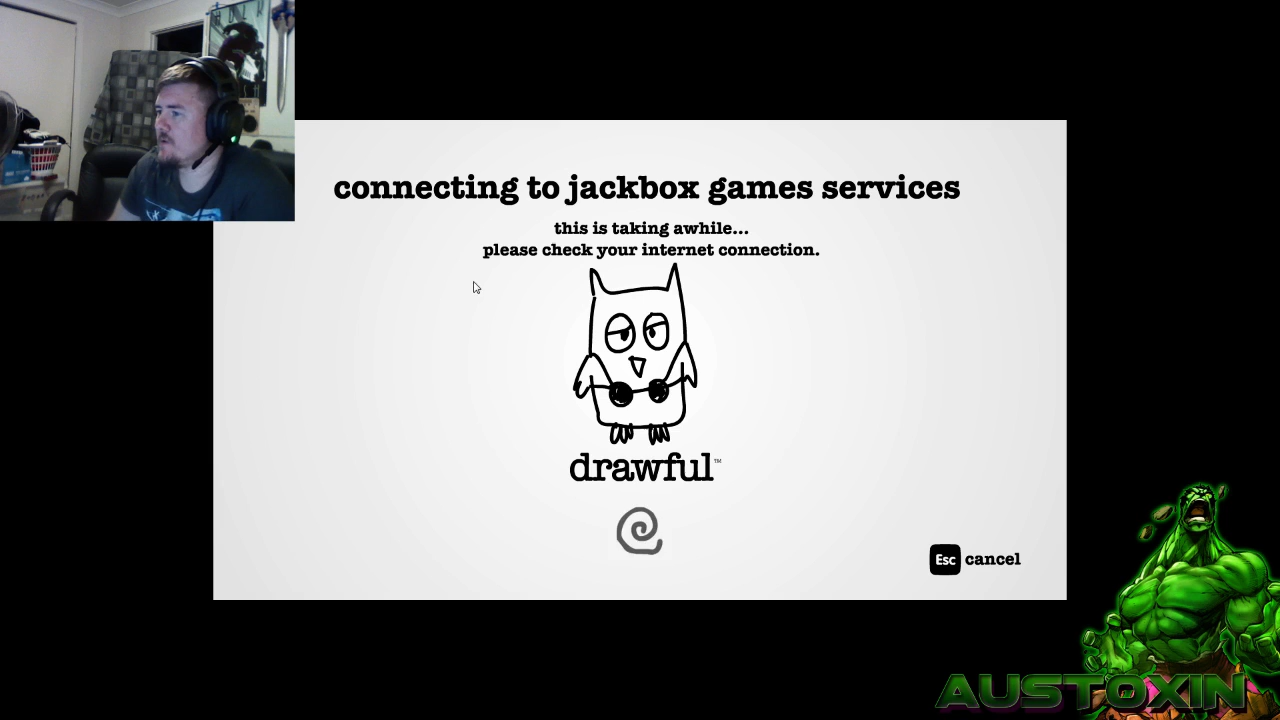 connecting to jackbox games services
this is taking awhile...
please check your internet connection.
drawful™
Esc cancel
AUSTOXIN